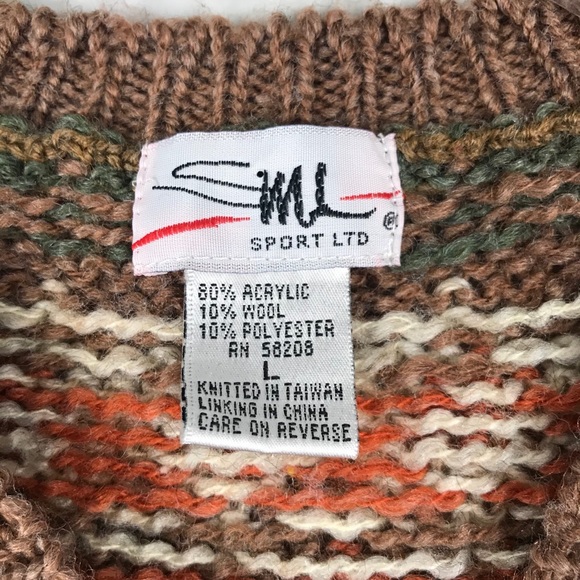 SML
SPORT LTD
®
80% ACRYLIC
10% WOOL
10% POLYESTER
RN 58208
L
KNITTED IN TAIWAN
LINKING IN CHINA
CARE ON REVERSE